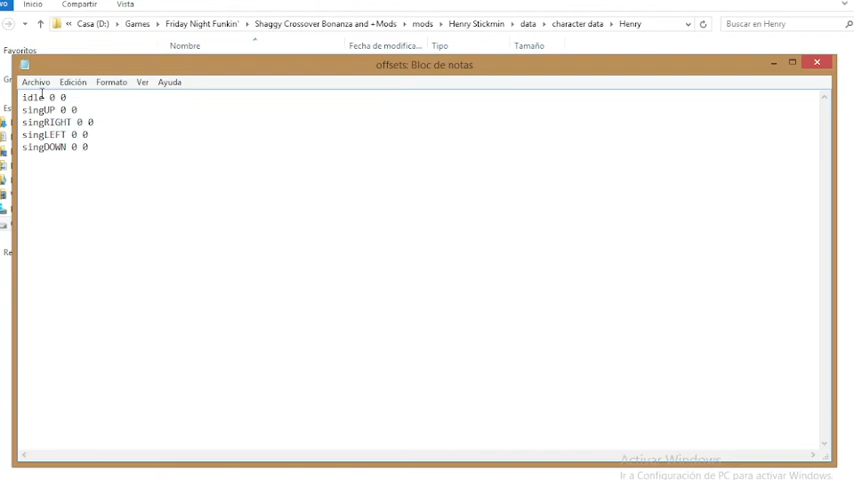 Inicio Compartir Vista
« Casa (D:) Games Friday Night Funkin' Shaggy Crossover Bonanza and +Mods mods Henry Stickmin data character data Henry Buscar en Henry
Favoritos Nombre Fecha de modifica... Tipo Tamaño
offsets: Bloc de notas
Archivo Edición Formato Ver Ayuda
idle 0 0
singUP 0 0
singRIGHT 0 0
singLEFT 0 0
singDOWN 0 0
Activar Windows
Ir a Configuración de PC para activar Windows.